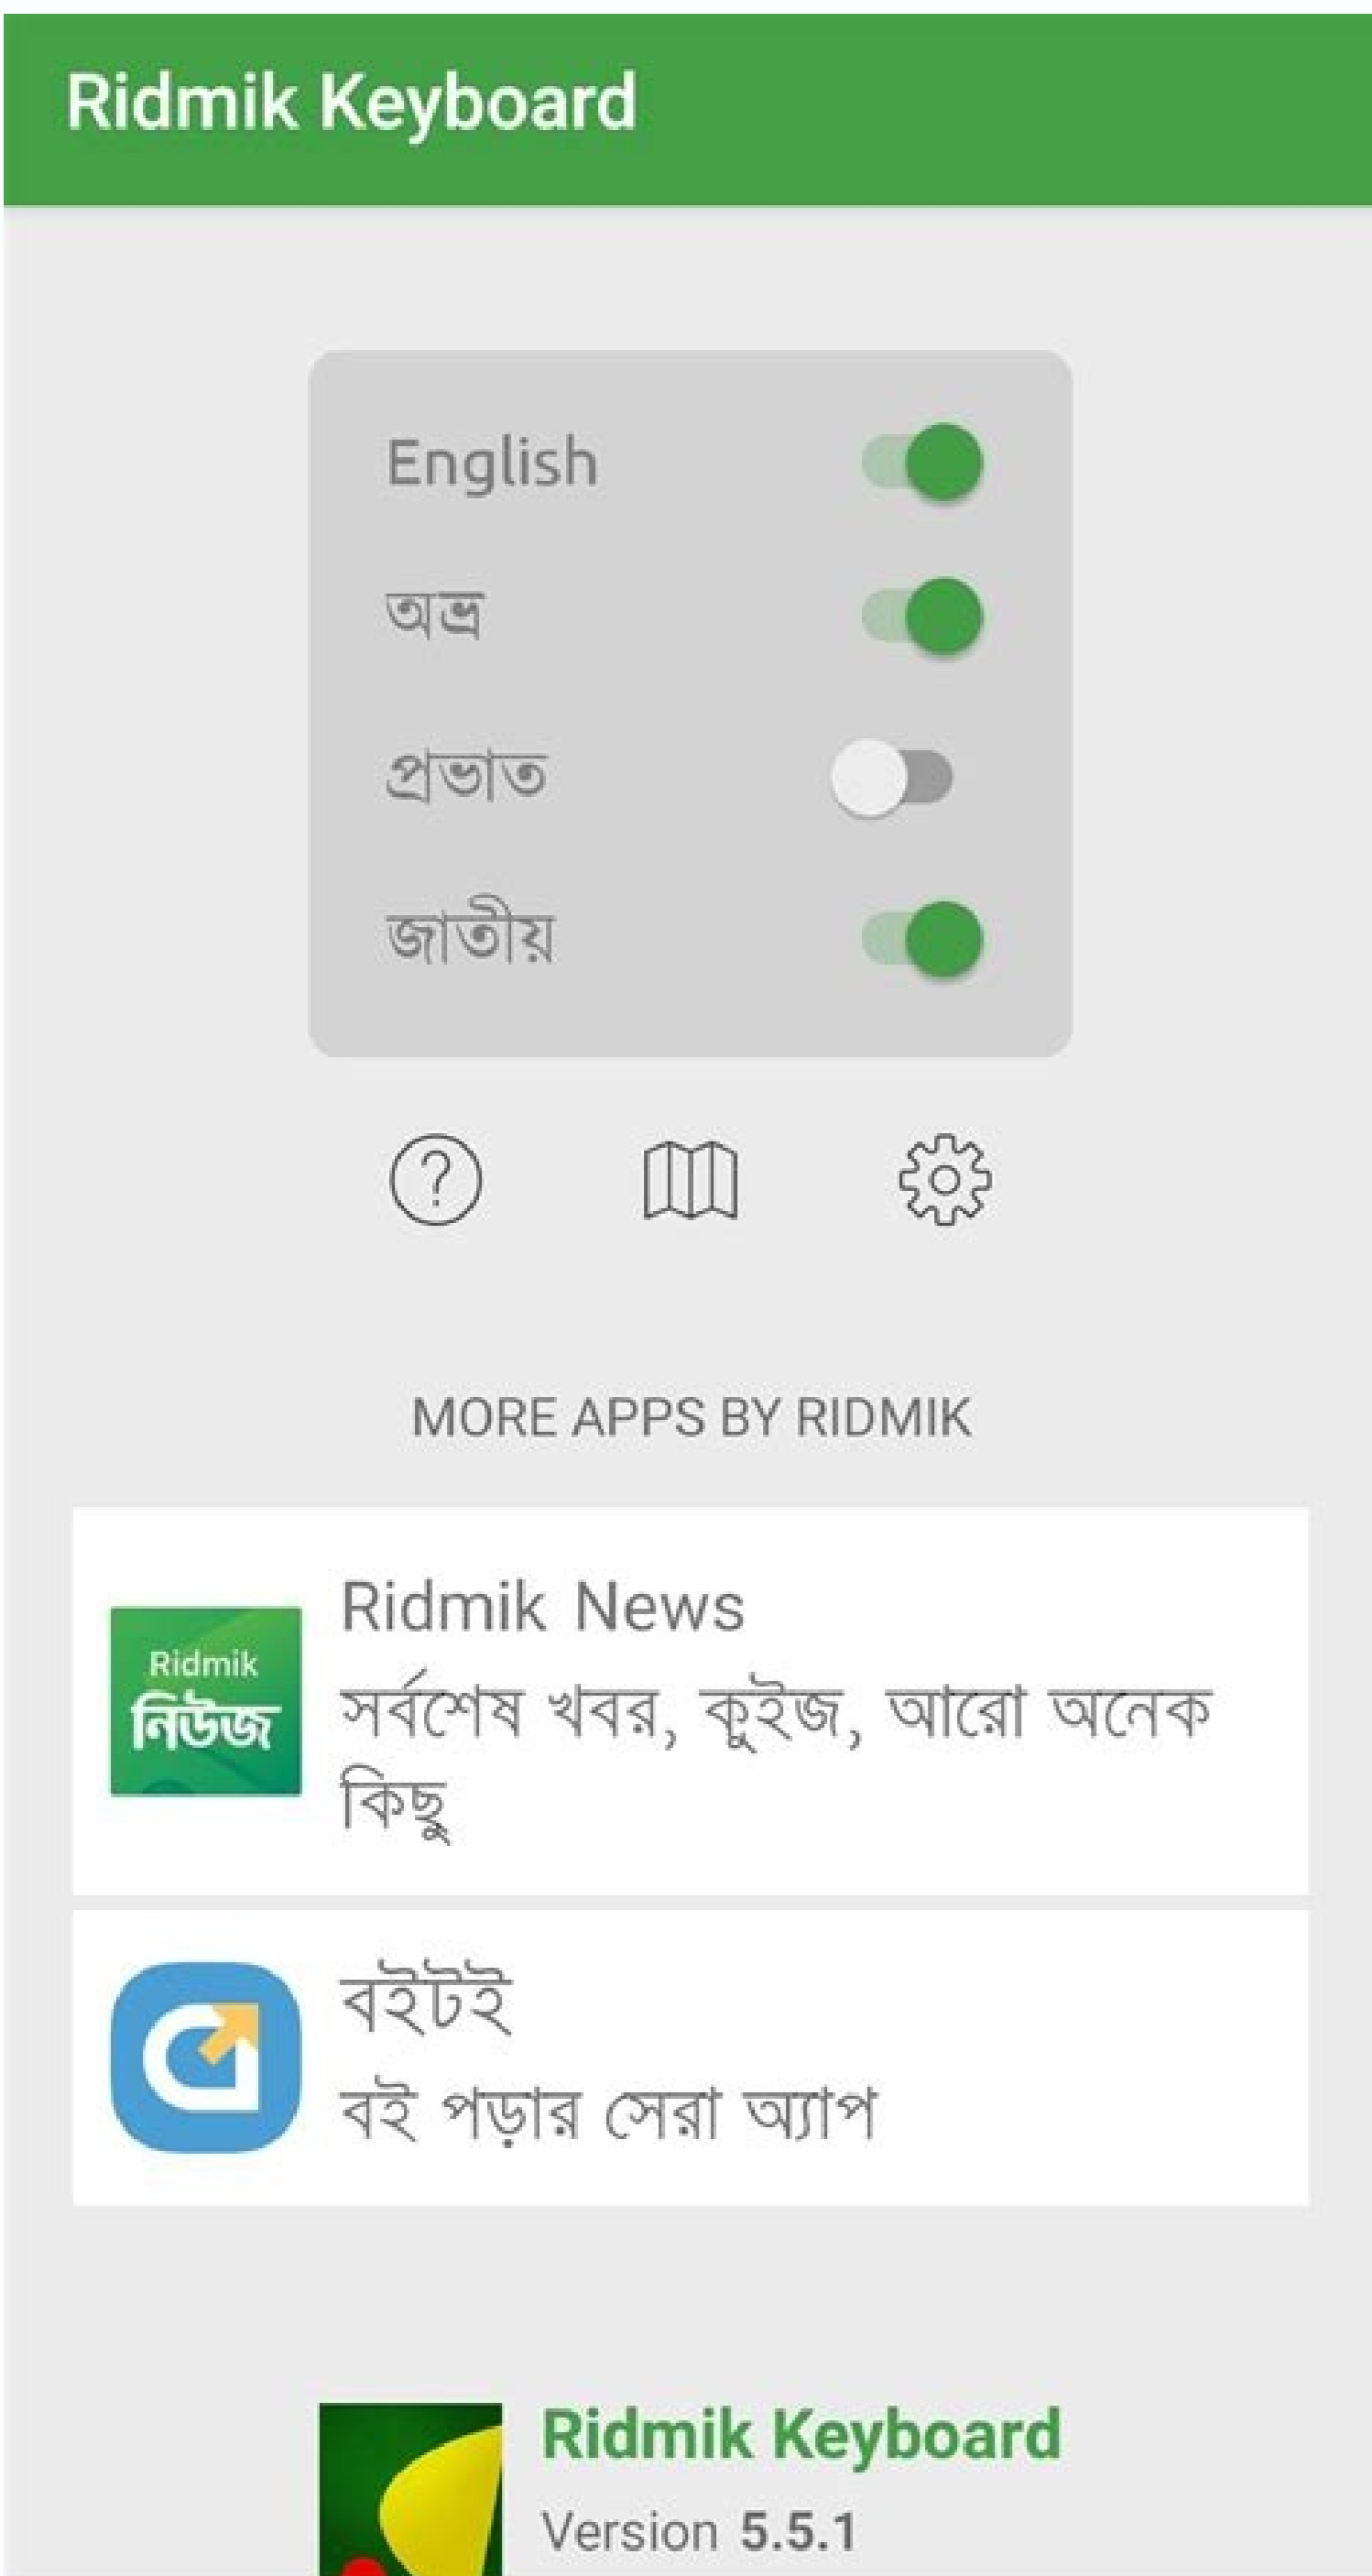 Ridmik Keyboard
English
অভ্র
প্রভাত
জাতীয়
?
MORE APPS BY RIDMIK
Ridmik
নিউজ
Ridmik News
সর্বশেষ খবর, কুইজ, আরো অনেক
কিছু
বইটই
বই পড়ার সেরা অ্যাপ
Ridmik Keyboard
Version 5.5.1